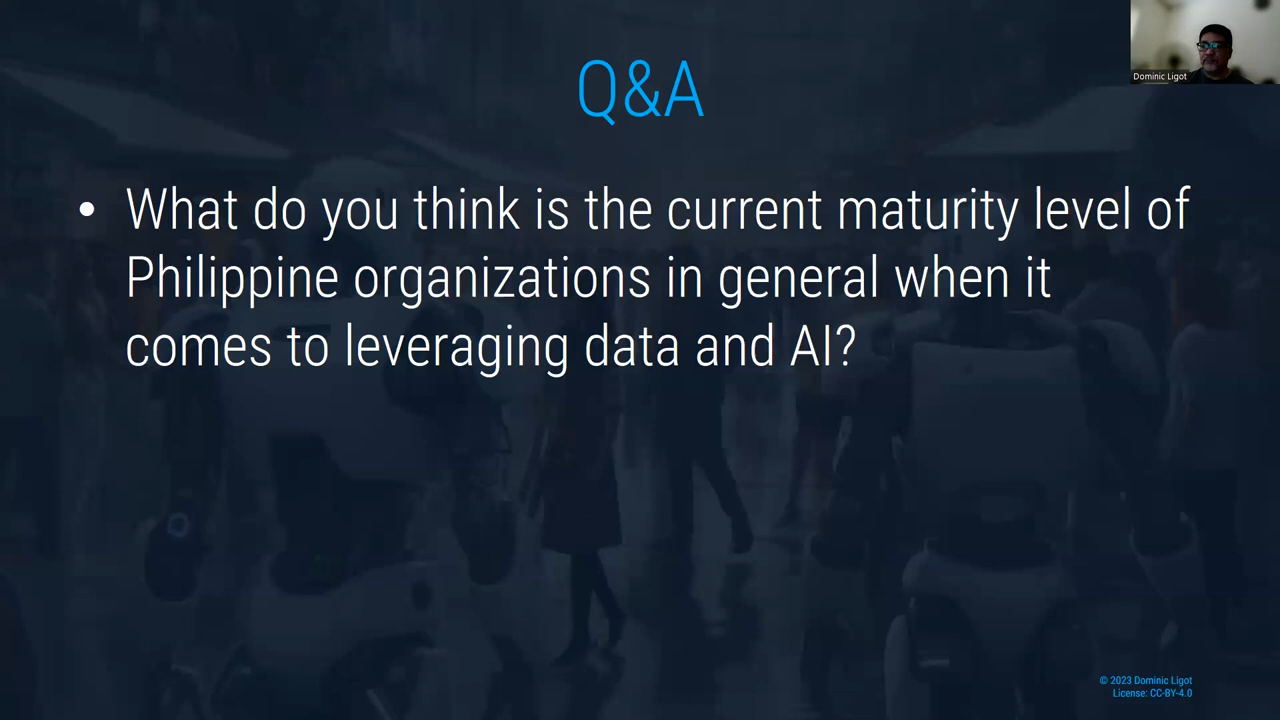 Dominic Ligot
Q&A
• What do you think is the current maturity level of
Philippine organizations in general when it
comes to leveraging data and AI?
© 2023 Dominic Ligot
License: CC-BY-4.0